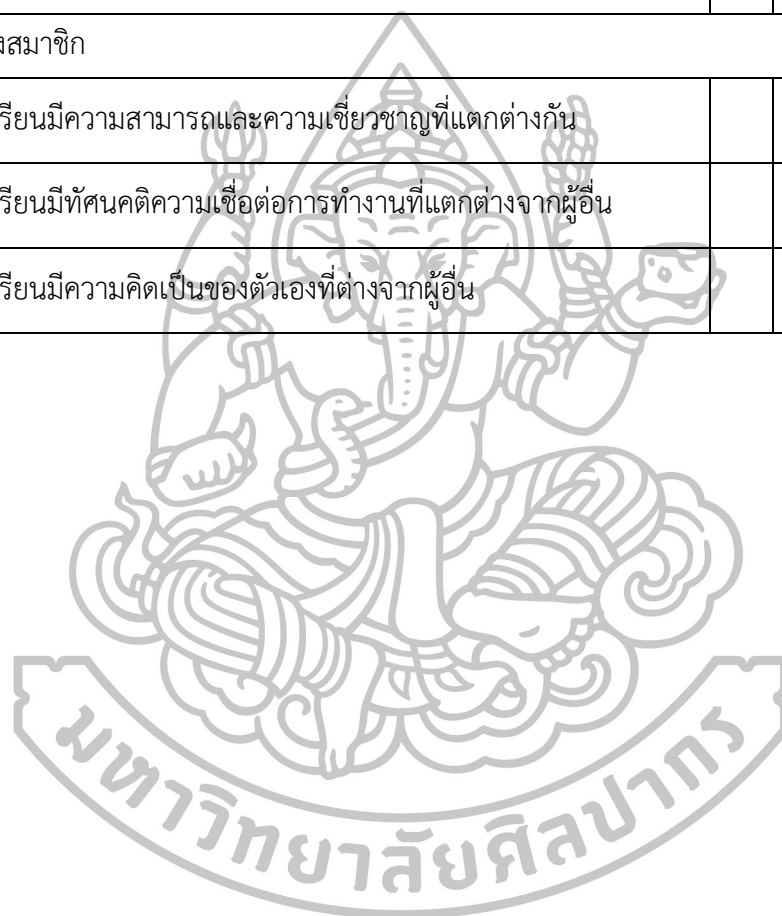 งสมาชิก
รียนมีความสามารถและความเชี่ยวชาญที่แตกต่างกัน
รียนมีทัศนคติความเชื่อต่อการทำงานที่แตกต่างจากผู้อื่น
รียนมีความคิดเป็นของตัวเองที่ต่างจากผู้อื่น
มหาวิทยาลัยศิลปากร